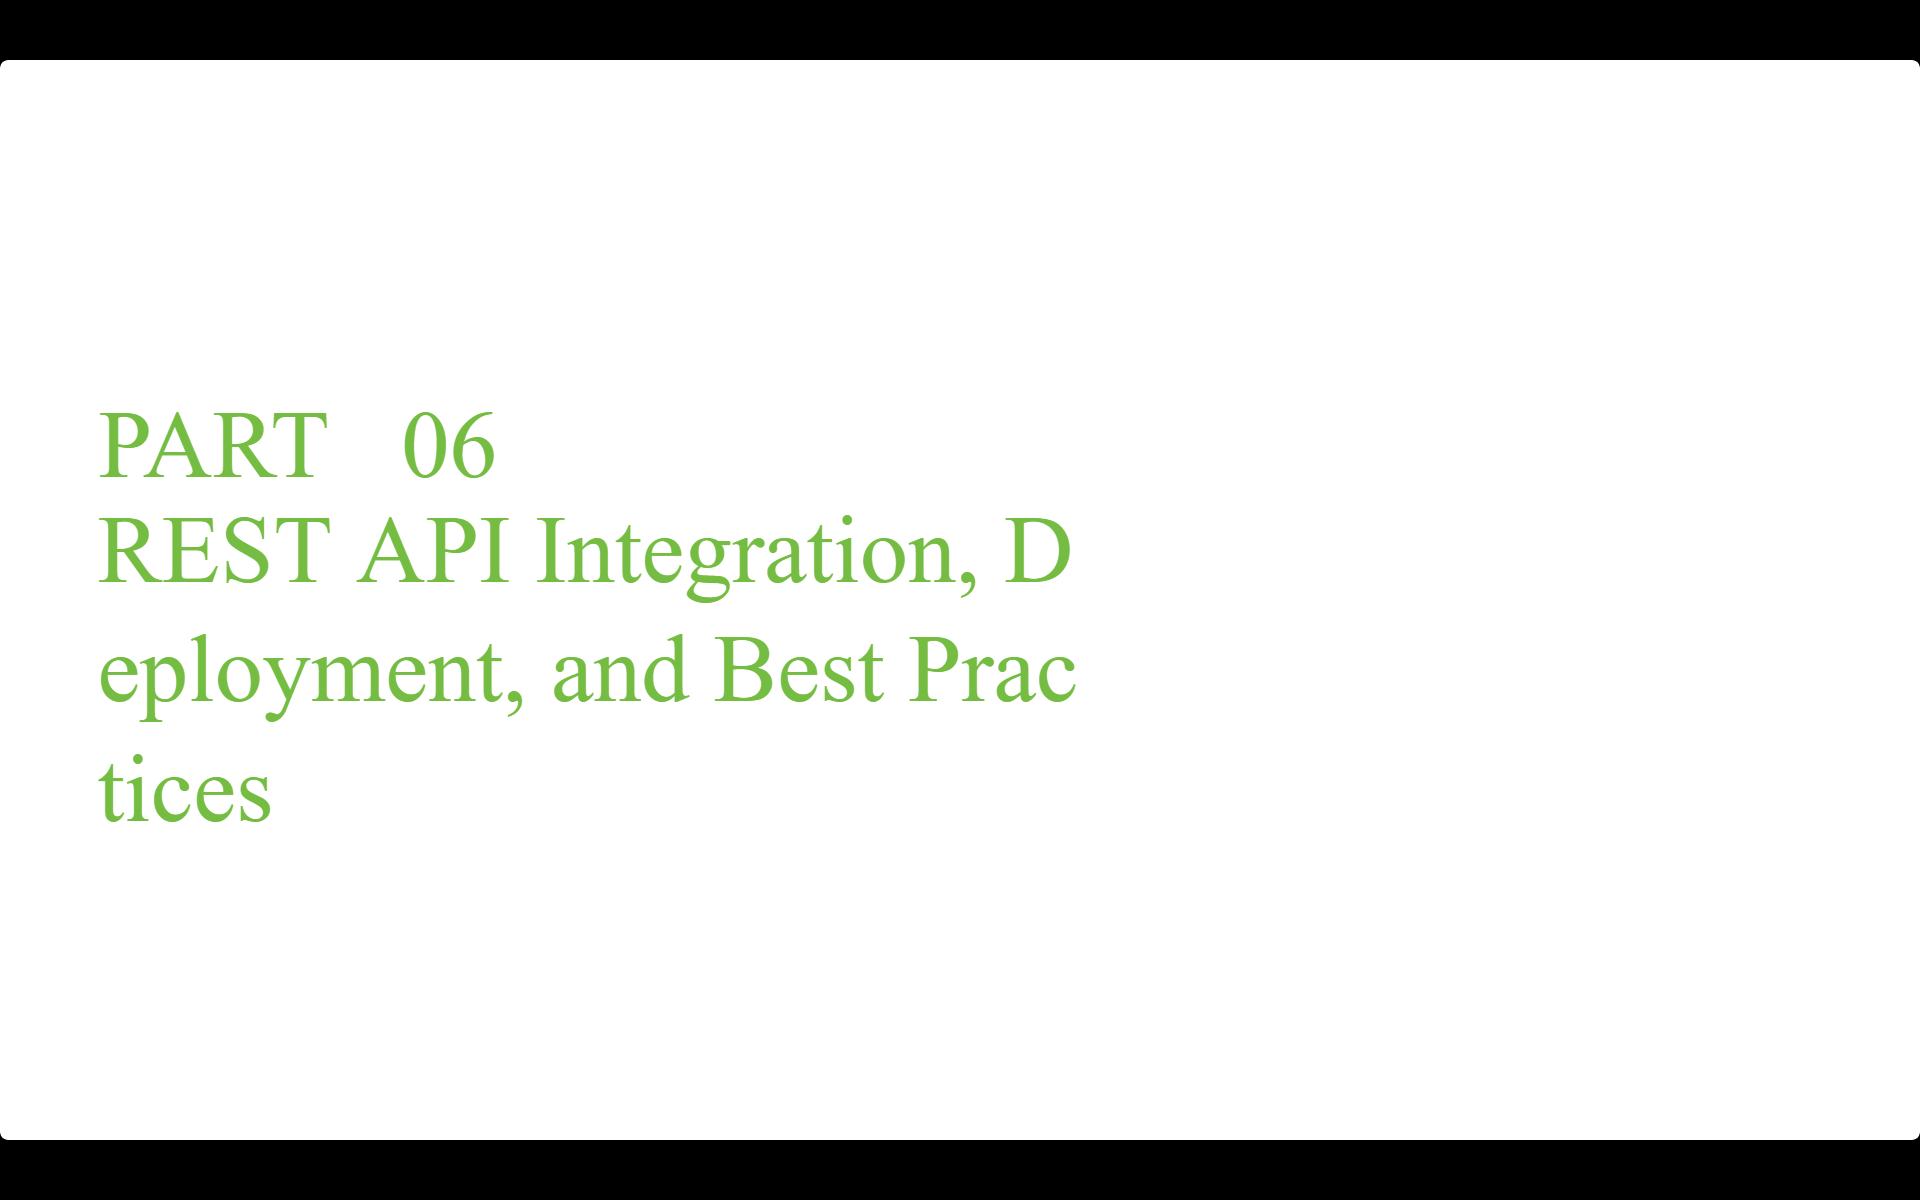 PART   06
REST API Integration, D
eployment, and Best Prac
tices